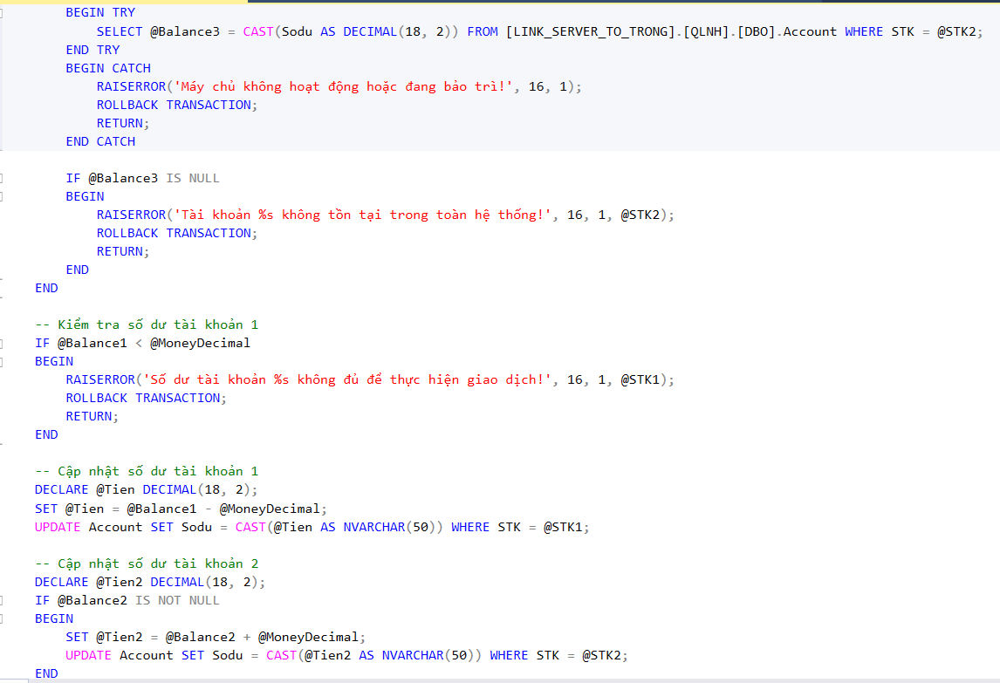 BEGIN TRY
SELECT @Balance3 = CAST(Sodu AS DECIMAL(18, 2)) FROM [LINK_SERVER_TO_TRONG].[QLNH].[DBO].Account WHERE STK = @STK2;
END TRY
BEGIN CATCH
RAISERROR('Máy chủ không hoạt động hoặc đang bảo trì!', 16, 1);
ROLLBACK TRANSACTION;
RETURN;
END CATCH
IF @Balance3 IS NULL
BEGIN
RAISERROR('Tài khoản %s không tồn tại trong toàn hệ thống!', 16, 1, @STK2);
ROLLBACK TRANSACTION;
RETURN;
END
END
-- Kiểm tra số dư tài khoản 1
IF @Balance1 < @MoneyDecimal
BEGIN
RAISERROR('Số dư tài khoản %s không đủ để thực hiện giao dịch!', 16, 1, @STK1);
ROLLBACK TRANSACTION;
RETURN;
END
-- Cập nhật số dư tài khoản 1
DECLARE @Tien DECIMAL(18, 2);
SET @Tien = @Balance1 - @MoneyDecimal;
UPDATE Account SET Sodu = CAST(@Tien AS NVARCHAR(50)) WHERE STK = @STK1;
-- Cập nhật số dư tài khoản 2
DECLARE @Tien2 DECIMAL(18, 2);
IF @Balance2 IS NOT NULL
BEGIN
SET @Tien2 = @Balance2 + @MoneyDecimal;
UPDATE Account SET Sodu = CAST(@Tien2 AS NVARCHAR(50)) WHERE STK = @STK2;
END